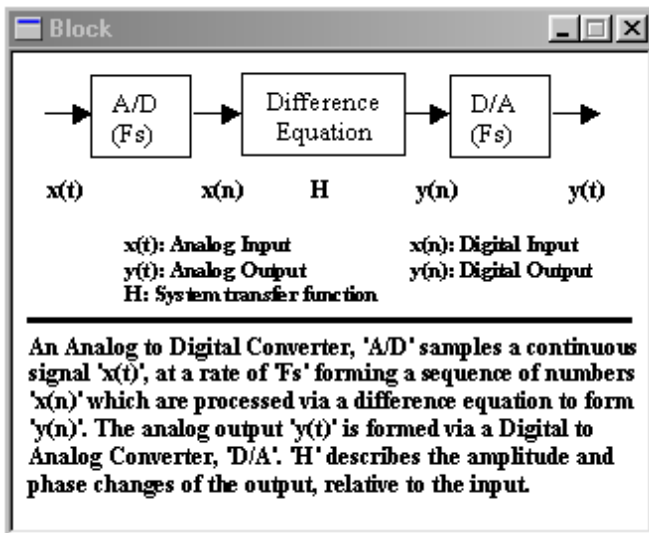 Block
A/D Difference D/A
(Fs) Equation (Fs)
x(t) x(n) H y(n) y(t)
x(t): Analog Input x(n): Digital Input
y(t): Analog Output y(n): Digital Output
H: System transfer function
An Analog to Digital Converter, 'A/D' samples a continuous
signal 'x(t)', at a rate of 'Fs' forming a sequence of numbers
'x(n)' which are processed via a difference equation to form
'y(n)'. The analog output 'y(t)' is formed via a Digital to
Analog Converter, 'D/A'. 'H' describes the amplitude and
phase changes of the output, relative to the input.